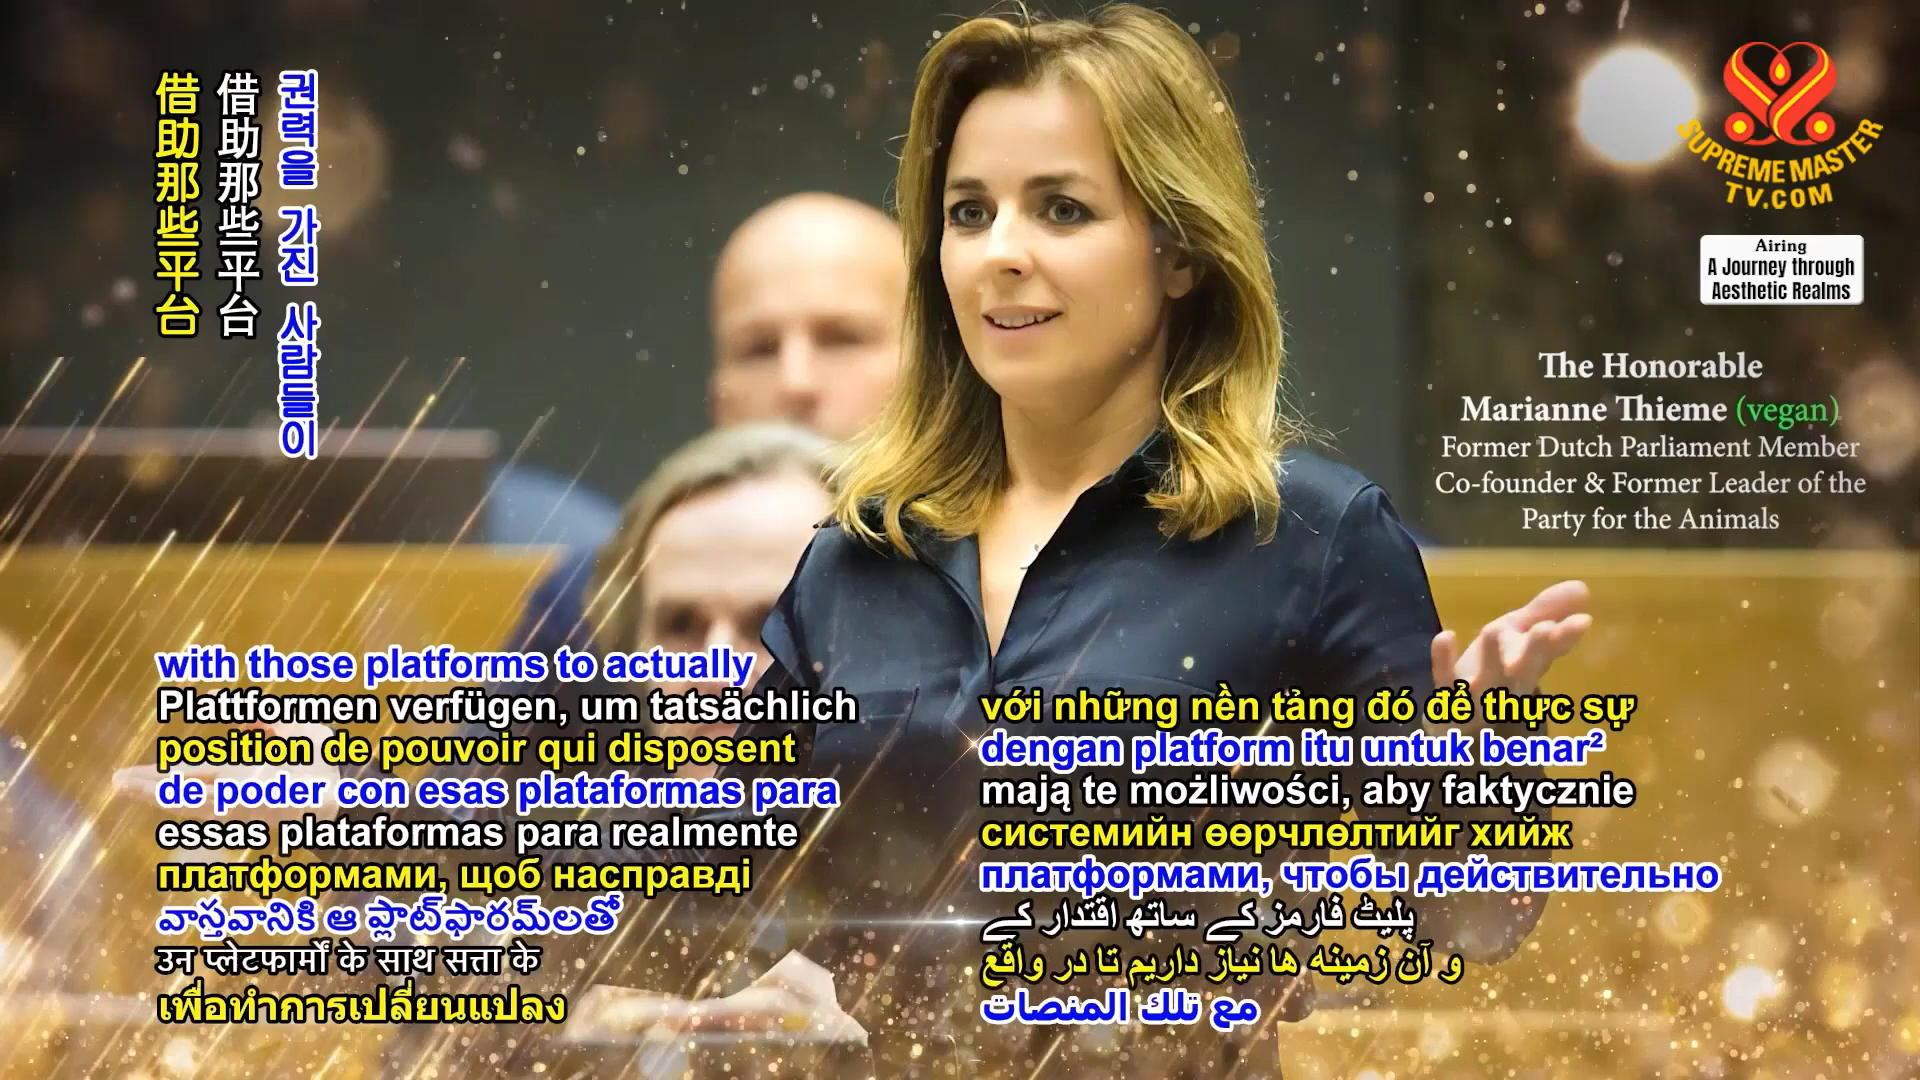 借助那些平台
借助那些平台
권력을 가진 사람들이
SUPREME MASTER
TV.COM
Airing
A Journey through
Aesthetic Realms
The Honorable
Marianne Thieme (vegan)
Former Dutch Parliament Member
Co-founder & Former Leader of the
Party for the Animals
with those platforms to actually
Plattformen verfügen, um tatsächlich
position de pouvoir qui disposent
de poder con esas plataformas para
essas plataformas para realmente
платформами, щоб насправді
వాస్తవానికి ఆ ప్లాట్‌ఫారమ్‌లతో
उन प्लेटफार्मों के साथ सत्ता के
เพื่อทำการเปลี่ยนแปลง
với những nền tảng đó để thực sự
dengan platform itu untuk benar²
mają te możliwości, aby faktycznie
системийн өөрчлөлтийг хийж
платформами, чтобы действительно
پلیٹ فارمز کے ساتھ اقتدار کے
و آن زمینه ها نیاز داریم تا در واقع
مع تلك المنصات